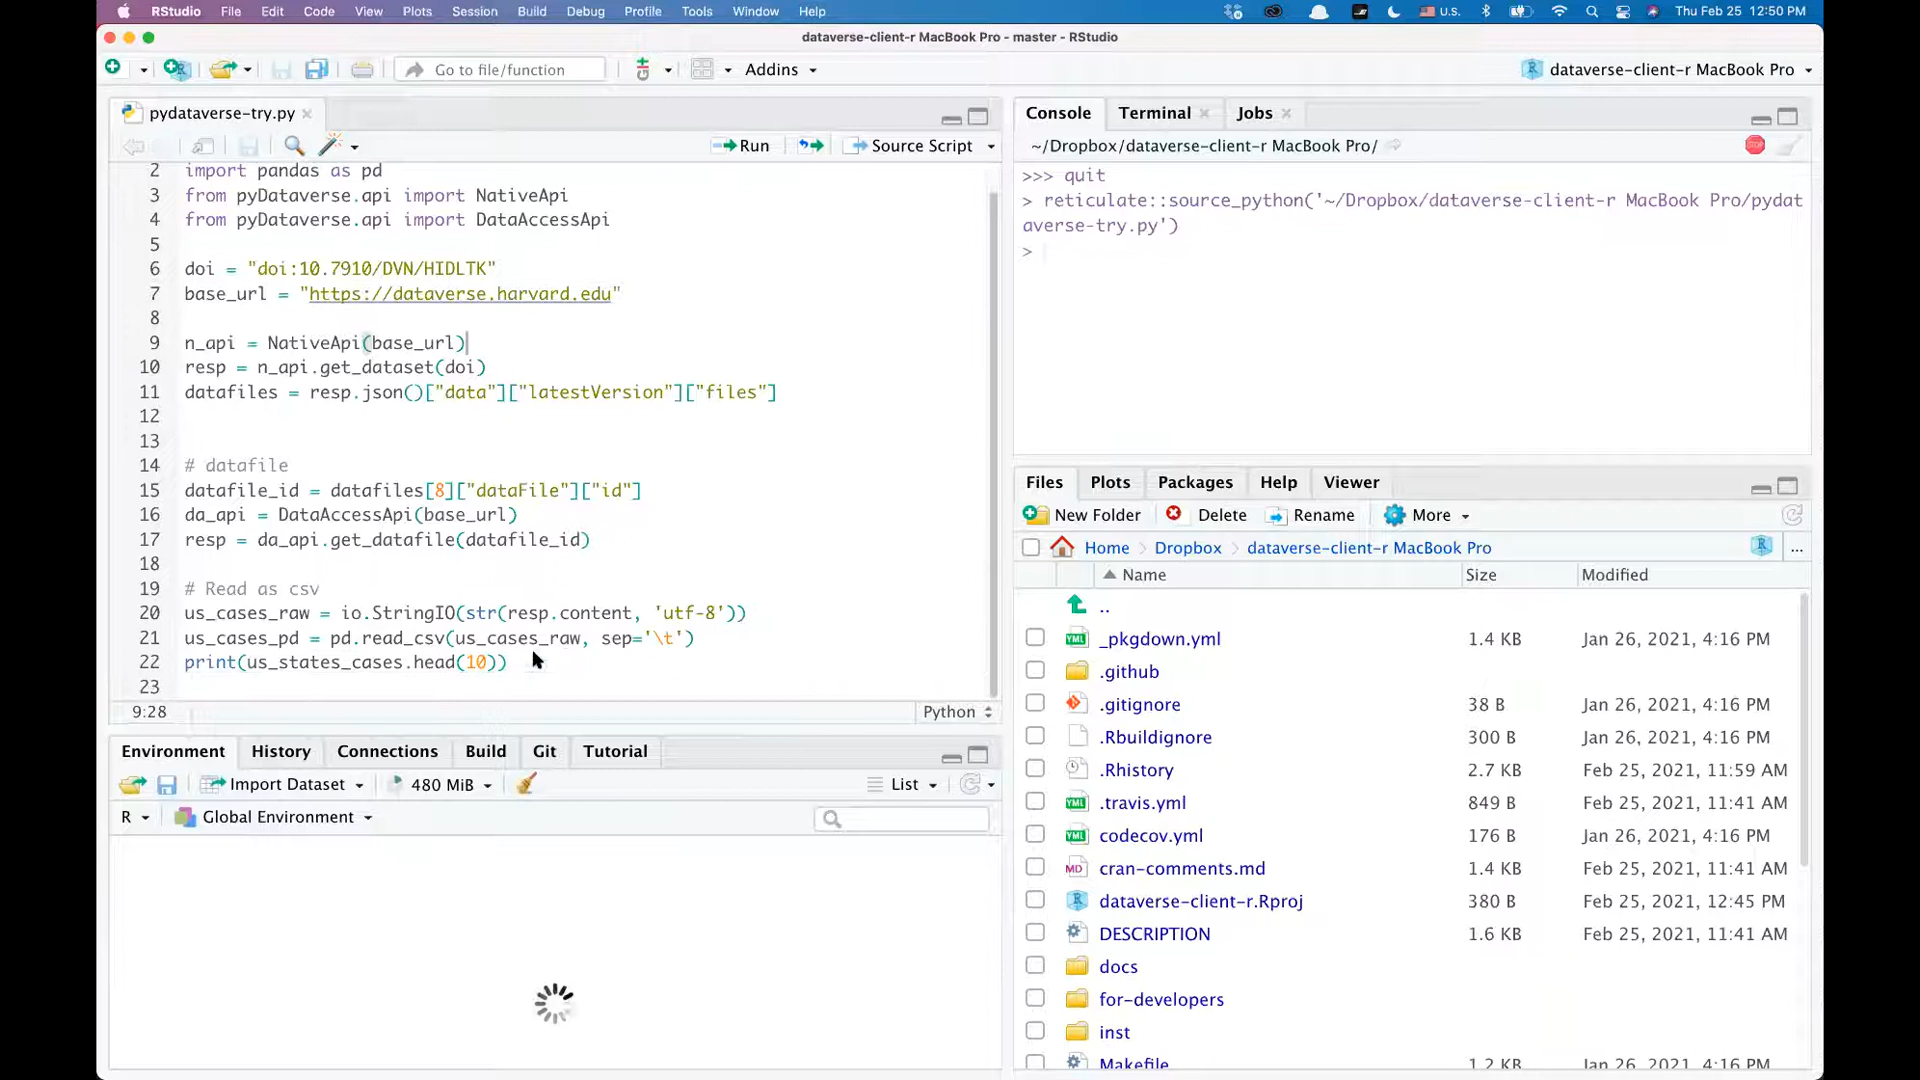 RStudio File Edit Code View Plots Session Build Debug Profile Tools Window Help U.S. Thu Feb 25 12:50 PM
dataverse-client-r MacBook Pro - master - RStudio
Go to file/function Addins dataverse-client-r MacBook Pro
pydataverse-try.py
Run Source Script
2 import pandas as pd
3 from pyDataverse.api import NativeApi
4 from pyDataverse.api import DataAccessApi
5
6 doi = "doi:10.7910/DVN/HIDLTK"
7 base_url = "https://dataverse.harvard.edu"
8
9 n_api = NativeApi(base_url)
10 resp = n_api.get_dataset(doi)
11 datafiles = resp.json()["data"]["latestVersion"]["files"]
12
13
14 # datafile
15 datafile_id = datafiles[8]["dataFile"]["id"]
16 da_api = DataAccessApi(base_url)
17 resp = da_api.get_datafile(datafile_id)
18
19 # Read as csv
20 us_cases_raw = io.StringIO(str(resp.content, 'utf-8'))
21 us_cases_pd = pd.read_csv(us_cases_raw, sep='\t')
22 print(us_states_cases.head(10))
23
9:28 Python
Environment History Connections Build Git Tutorial
Import Dataset 480 MiB List
R Global Environment
Console Terminal Jobs
~/Dropbox/dataverse-client-r MacBook Pro/
>>> quit
> reticulate::source_python('~/Dropbox/dataverse-client-r MacBook Pro/pydat
averse-try.py')
>
Files Plots Packages Help Viewer
New Folder Delete Rename More
Home Dropbox dataverse-client-r MacBook Pro ...
Name Size Modified
..
_pkgdown.yml 1.4 KB Jan 26, 2021, 4:16 PM
.github
.gitignore 38 B Jan 26, 2021, 4:16 PM
.Rbuildignore 300 B Jan 26, 2021, 4:16 PM
.Rhistory 2.7 KB Feb 25, 2021, 11:59 AM
.travis.yml 849 B Feb 25, 2021, 11:41 AM
codecov.yml 176 B Jan 26, 2021, 4:16 PM
cran-comments.md 1.4 KB Feb 25, 2021, 11:41 AM
dataverse-client-r.Rproj 380 B Feb 25, 2021, 12:45 PM
DESCRIPTION 1.6 KB Feb 25, 2021, 11:41 AM
docs
for-developers
inst
Makefile 1.2 KB Jan 26, 2021, 4:16 PM